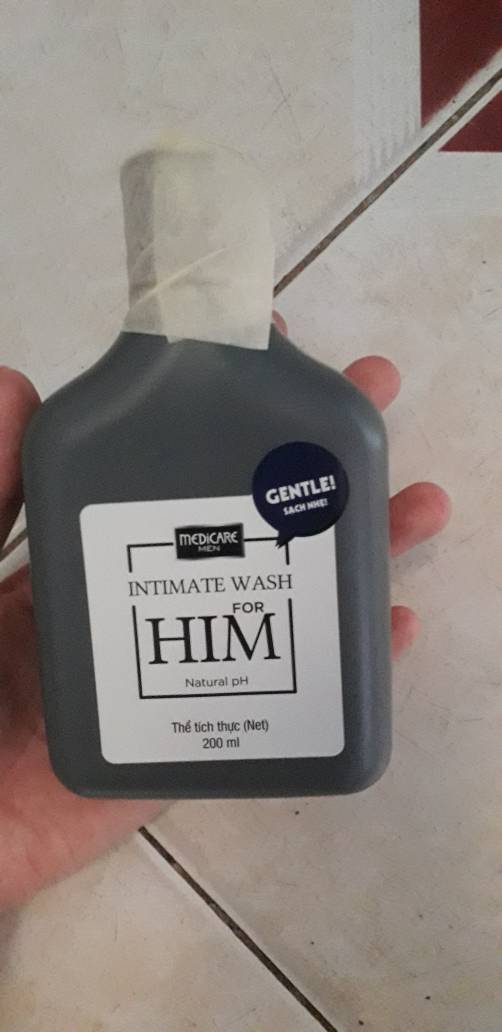 GENTLE!
SẠCH NHẸ!
MEDiCARE
MEN
INTIMATE WASH
FOR
HIM
Natural pH
Thể tích thực (Net)
200 ml